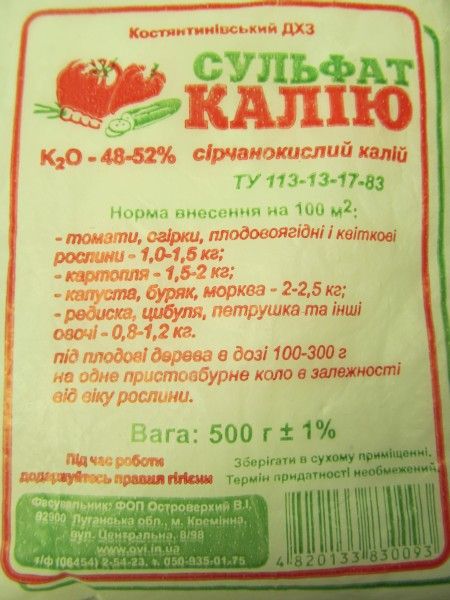 Костянтинівський ДХЗ
СУЛЬФАТ
КАЛІЮ
K2O - 48-52% сірчанокислий калій
ТУ 113-13-17-83
Норма внесення на 100 м2:
- томати, огірки, плодовоягідні і квіткові
рослини - 1,0-1,5 кг;
- картопля - 1,5-2 кг;
- капуста, буряк, морква - 2-2,5 кг;
- редиска, цибуля, петрушка та інші
овочі - 0,8-1,2 кг.
під плодові дерева в дозі 100-300 г
на одне пристовбурне коло в залежності
від віку рослини.
Вага: 500 г ± 1%
Під час роботи
додержуйтесь правил гігієни
Зберігати в сухому приміщенні.
Термін придатності необмежений.
Фасувальник: ФОП Островерхий В.І.
92900 Луганська обл., м. Кремінна,
вул. Центральна, 8/98
www.ovi.in.ua
т/ф (06454) 2-54-23, т. 050-935-01-75
4820133830093